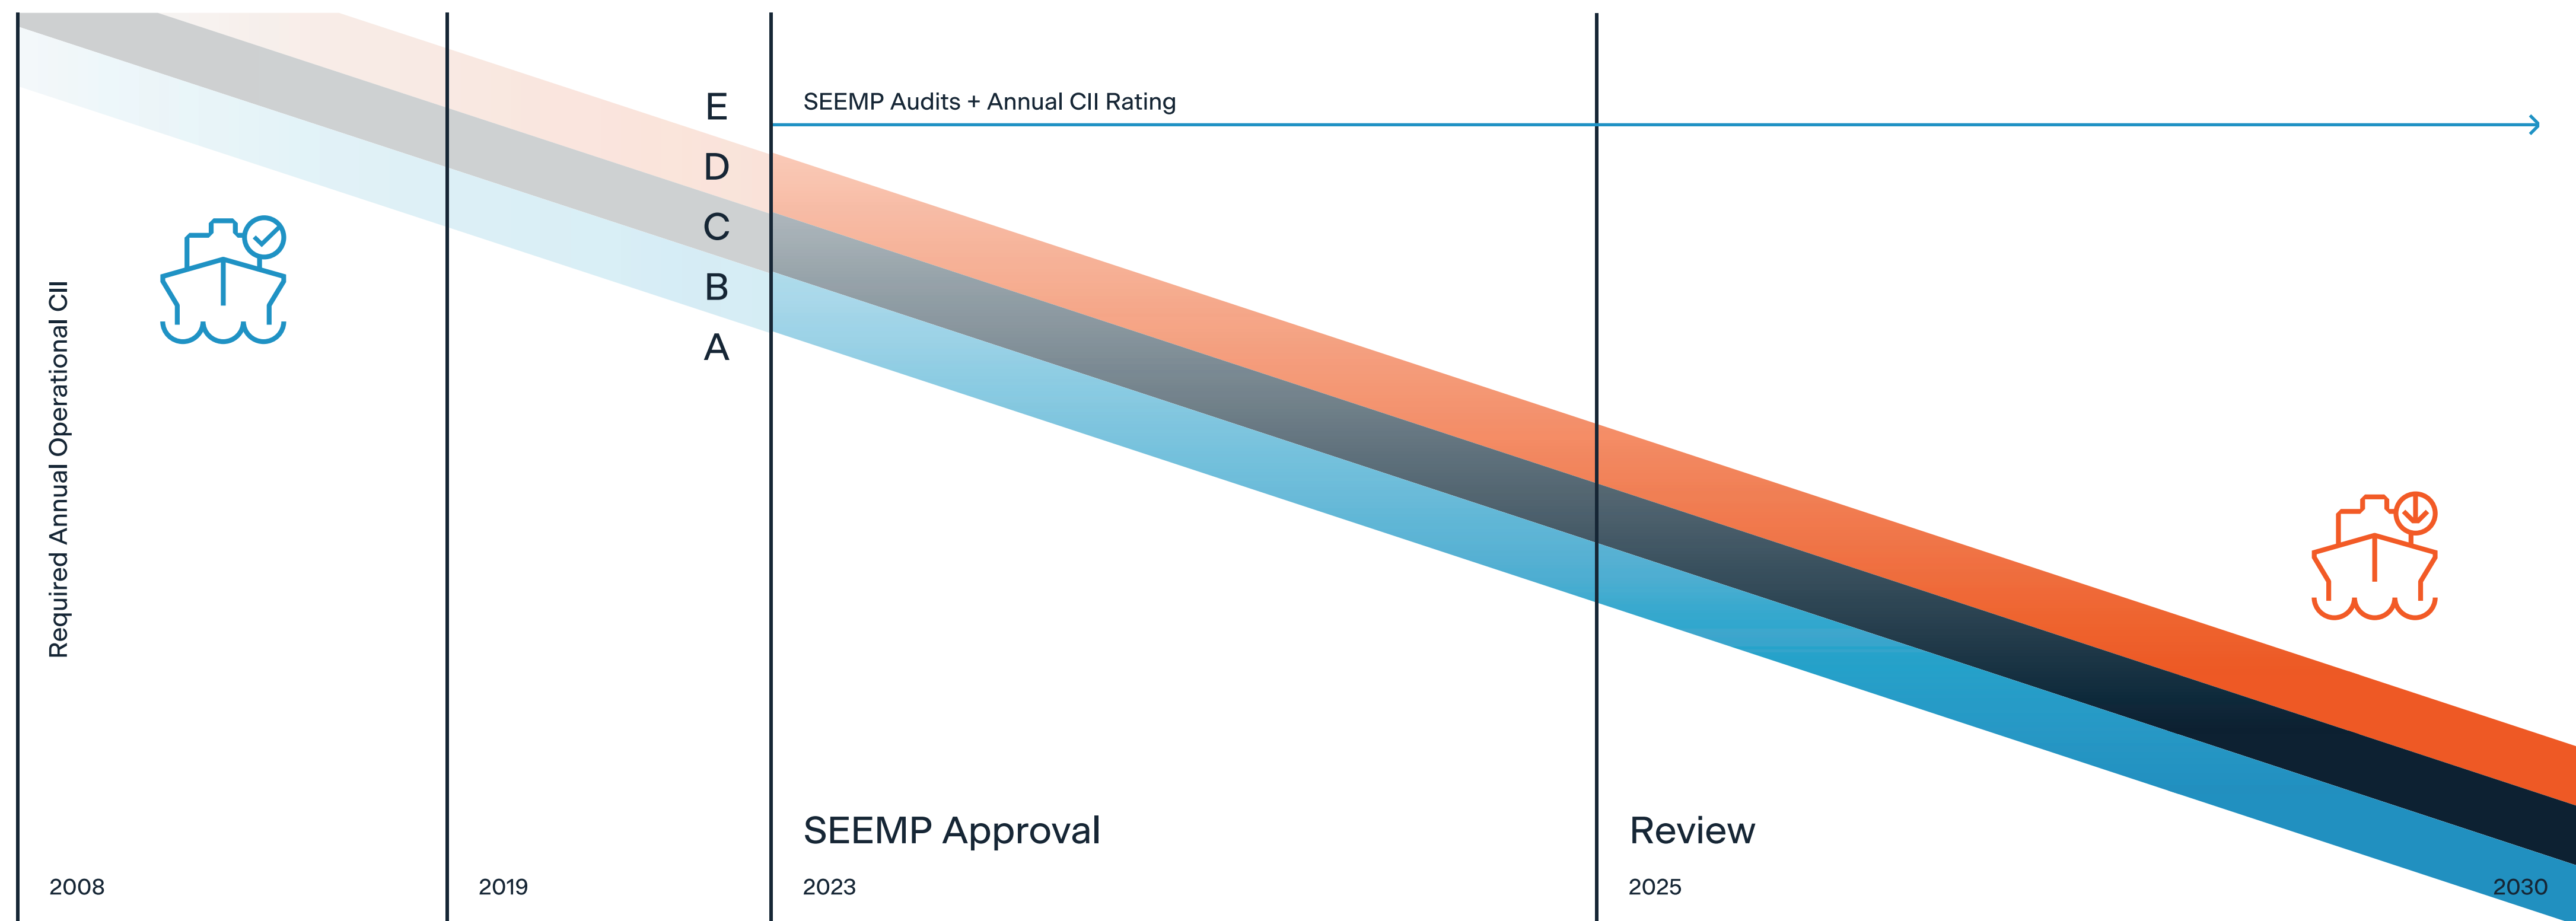 Required Annual Operational CII
E
D
C
B
A
SEEMP Audits + Annual CII Rating
SEEMP Approval
Review
2008
2019
2023
2025
2030